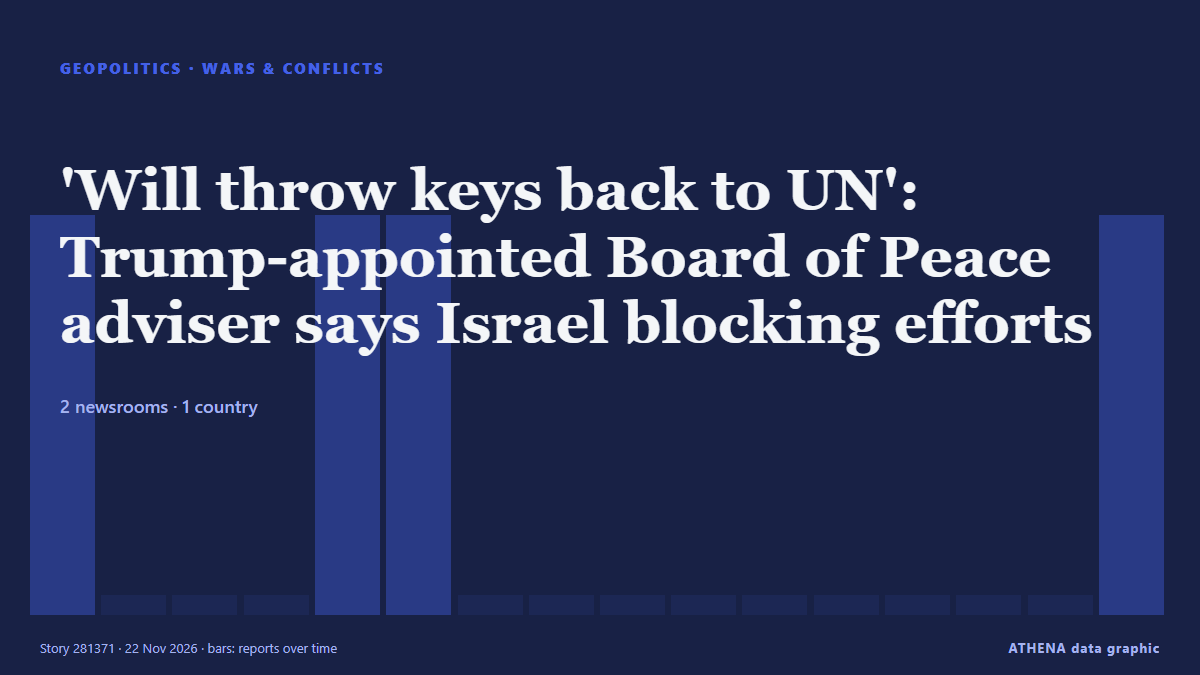 GEOPOLITICS · WARS & CONFLICTS
'Will throw keys back to UN':
Trump-appointed Board of Peace
adviser says Israel blocking efforts
2 newsrooms · 1 country
Story 281371 · 22 Nov 2026 · bars: reports over time
ATHENA data graphic